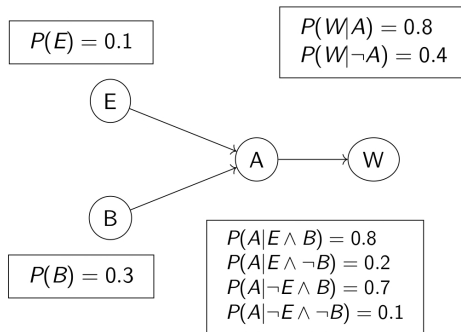 P(E) = 0.1
P(W|A) = 0.8
P(W|¬A) = 0.4
E
A
W
B
P(B) = 0.3
P(A|E ∧ B) = 0.8
P(A|E ∧ ¬B) = 0.2
P(A|¬E ∧ B) = 0.7
P(A|¬E ∧ ¬B) = 0.1